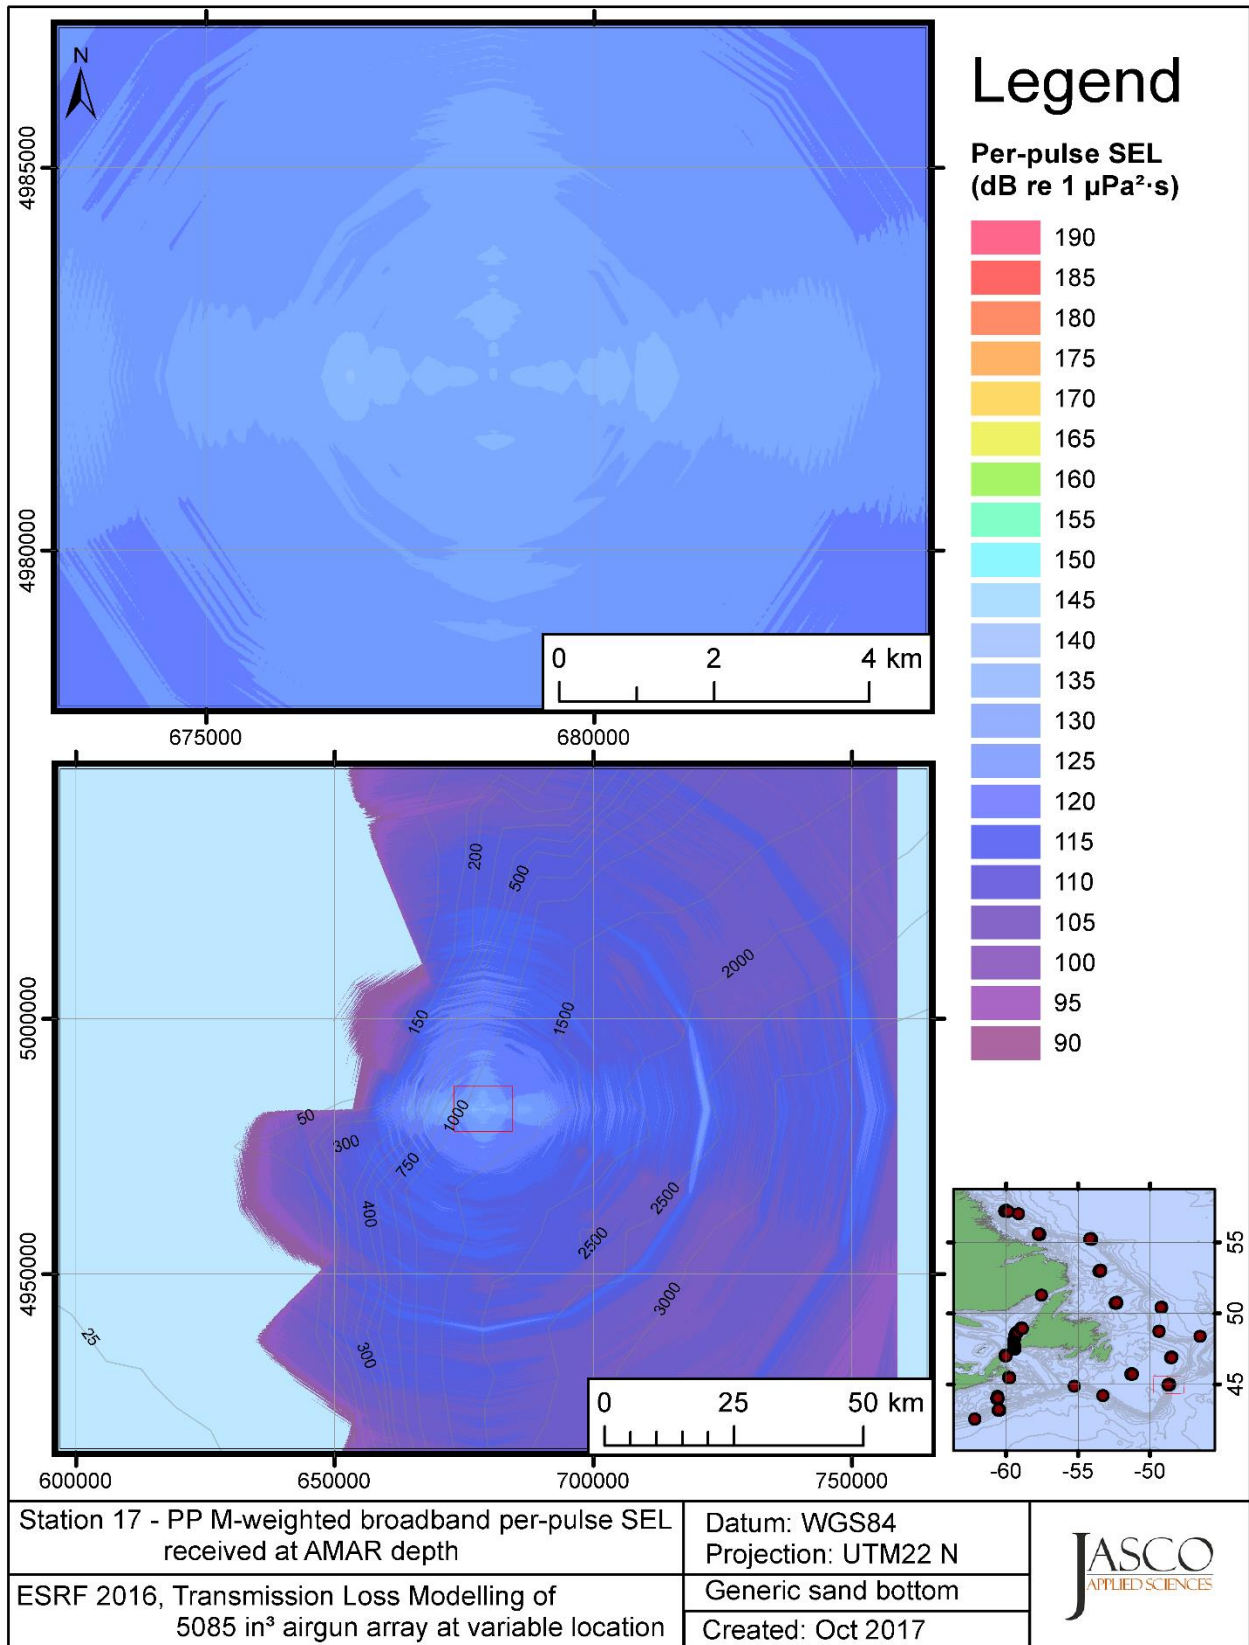 N
4985000
4980000
0 2 4 km
675000 680000
Legend
Per-pulse SEL
(dB re 1 µPa²·s)
190
185
180
175
170
165
160
155
150
145
140
135
130
125
120
115
110
105
100
95
90
5000000
4950000
200
500
2000
150
1500
50
1000
300
750
400
2500
2500
3000
25
300
0 25 50 km
600000 650000 700000 750000
55
50
45
-60 -55 -50
Station 17 - PP M-weighted broadband per-pulse SEL
received at AMAR depth
ESRF 2016, Transmission Loss Modelling of
5085 in³ airgun array at variable location
Datum: WGS84
Projection: UTM22 N
Generic sand bottom
Created: Oct 2017
JASCO
APPLIED SCIENCES